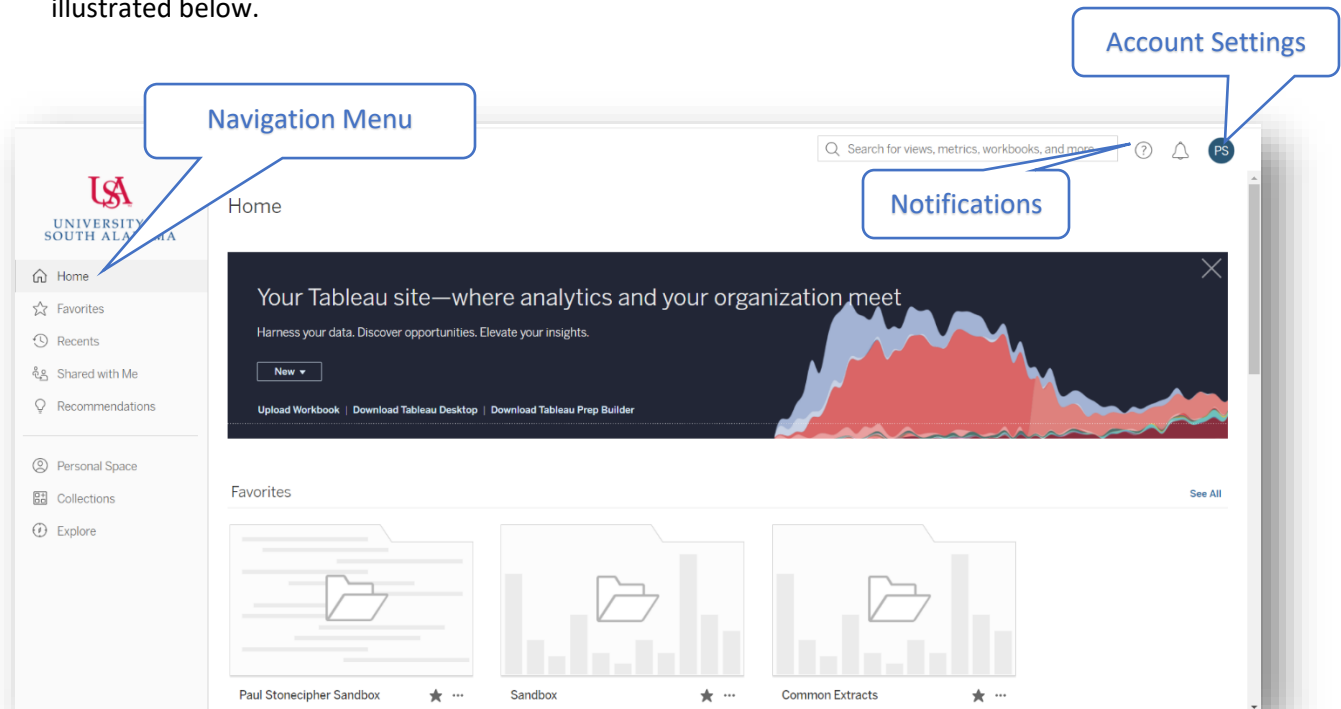 illustrated below.
Account Settings
Navigation Menu
Search for views, metrics, workbooks, and more
PS
Notifications
USA
UNIVERSITY
SOUTH ALA MA
Home
Home
Favorites
Recents
Shared with Me
Recommendations
Personal Space
Collections
Explore
Your Tableau site—where analytics and your organization meet
Harness your data. Discover opportunities. Elevate your insights.
New
Upload Workbook | Download Tableau Desktop | Download Tableau Prep Builder
Favorites
See All
Paul Stonecipher Sandbox
Sandbox
Common Extracts